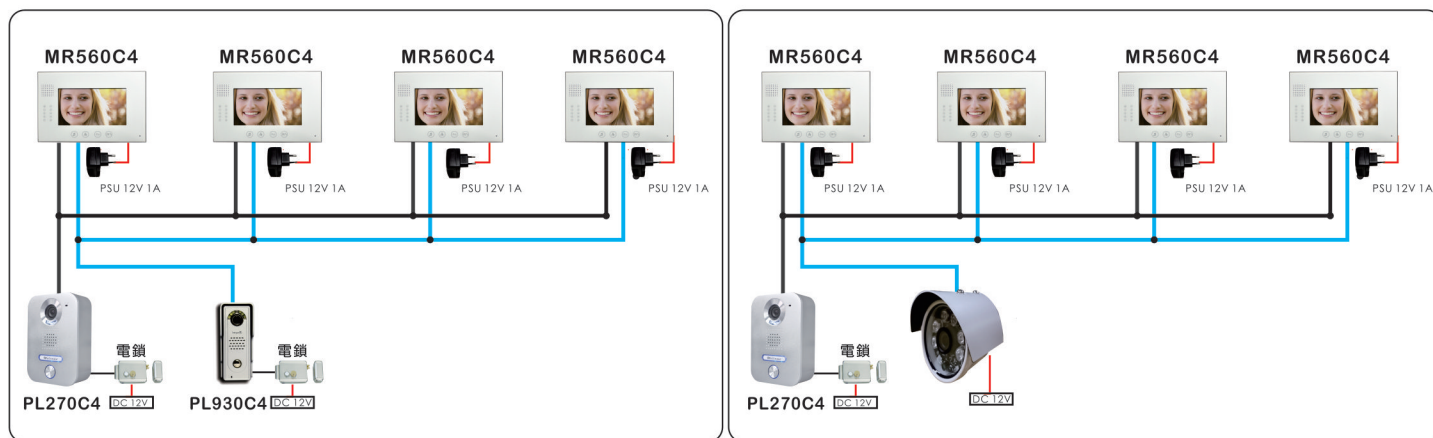 MR560C4 MR560C4 MR560C4 MR560C4
PSU 12V 1A PSU 12V 1A PSU 12V 1A PSU 12V 1A
電鎖 電鎖
PL270C4 DC 12V PL930C4 DC 12V
MR560C4 MR560C4 MR560C4 MR560C4
PSU 12V 1A PSU 12V 1A PSU 12V 1A PSU 12V 1A
電鎖
PL270C4 DC 12V DC 12V